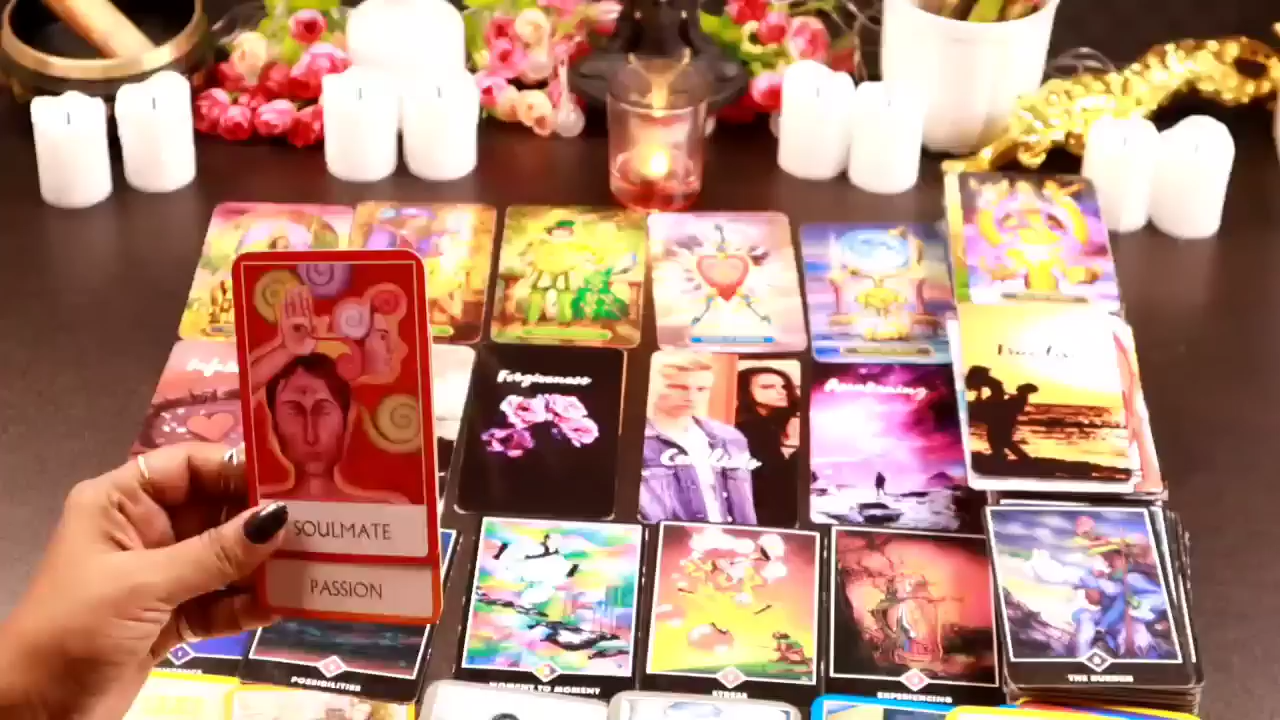 Forgiveness
Awakening
SOULMATE
PASSION
POSSIBILITIES
MOMENT TO MOMENT
STRESS
EXPERIENCING
THE BURDEN